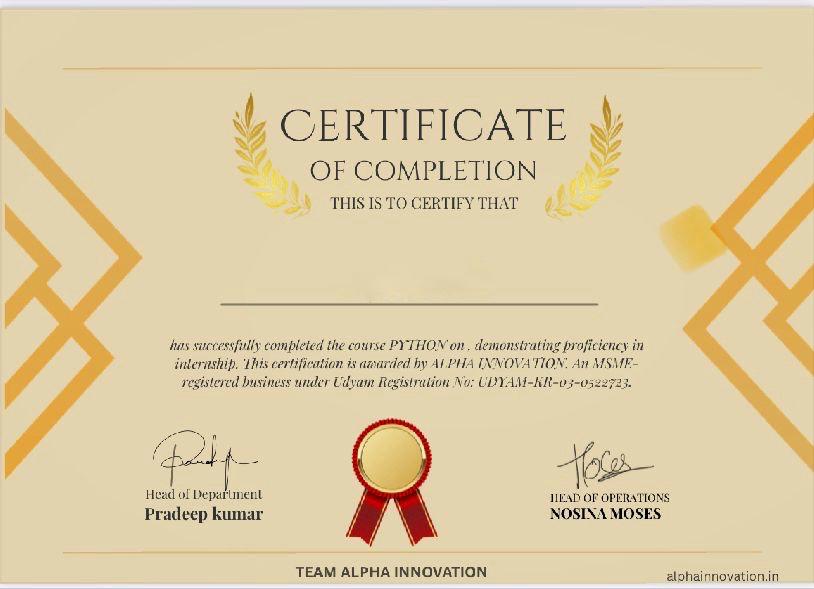 CERTIFICATE
OF COMPLETION
THIS IS TO CERTIFY THAT
has successfully completed the course PYTHON on , demonstrating proficiency in
internship. This certification is awarded by ALPHA INNOVATION. An MSME-
registered business under Udyam Registration No: UDYAM-KR-03-0522723.
Head of Department
Pradeep kumar
HEAD OF OPERATIONS
NOSINA MOSES
TEAM ALPHA INNOVATION
alphainnovation.in